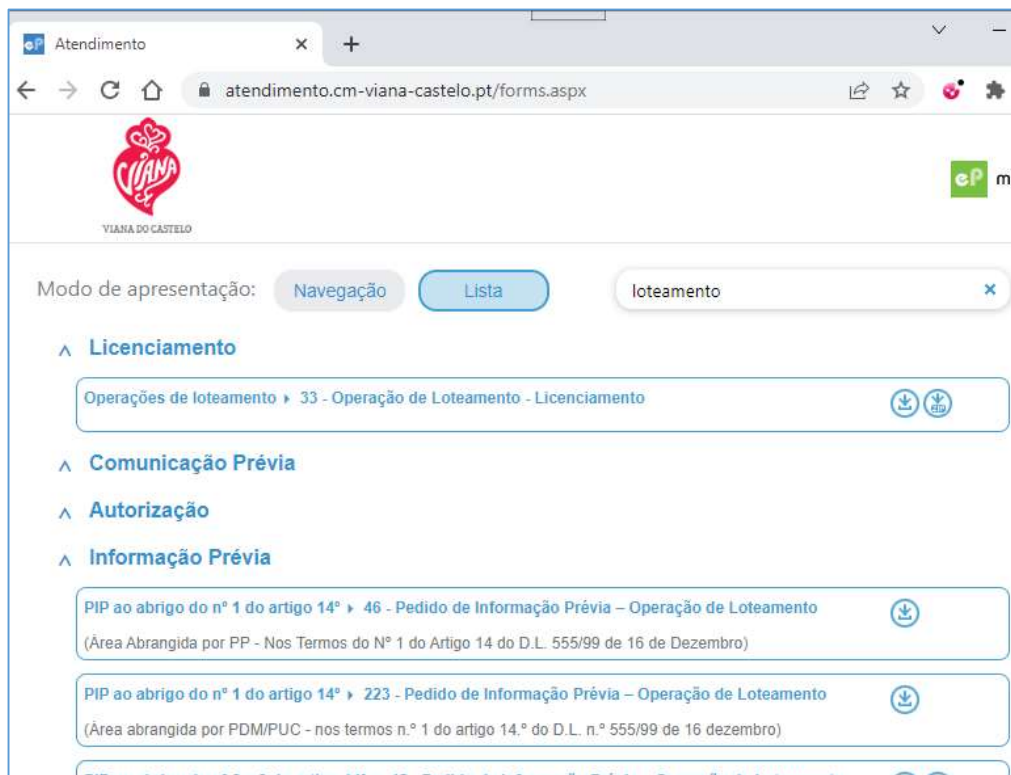 Atendimento
atendimento.cm-viana-castelo.pt/forms.aspx
VIANA
VIANA DO CASTELO
eP m
Modo de apresentação: Navegação Lista loteamento
Licenciamento
Operações de loteamento 33 - Operação de Loteamento - Licenciamento
Comunicação Prévia
Autorização
Informação Prévia
PIP ao abrigo do nº 1 do artigo 14º 46 - Pedido de Informação Prévia – Operação de Loteamento
(Área Abrangida por PP - Nos Termos do Nº 1 do Artigo 14 do D.L. 555/99 de 16 de Dezembro)
PIP ao abrigo do nº 1 do artigo 14º 223 - Pedido de Informação Prévia – Operação de Loteamento
(Área abrangida por PDM/PUC - nos termos n.º 1 do artigo 14.º do D.L. n.º 555/99 de 16 dezembro)